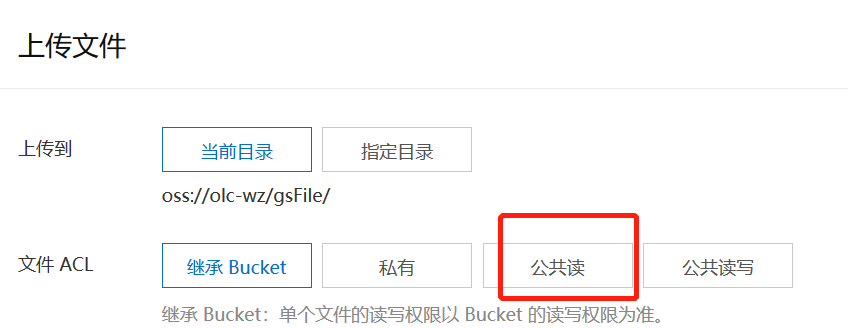 上传文件
上传到 当前目录 指定目录
oss://olc-wz/gsFile/
文件 ACL 继承 Bucket 私有 公共读 公共读写
继承 Bucket：单个文件的读写权限以 Bucket 的读写权限为准。